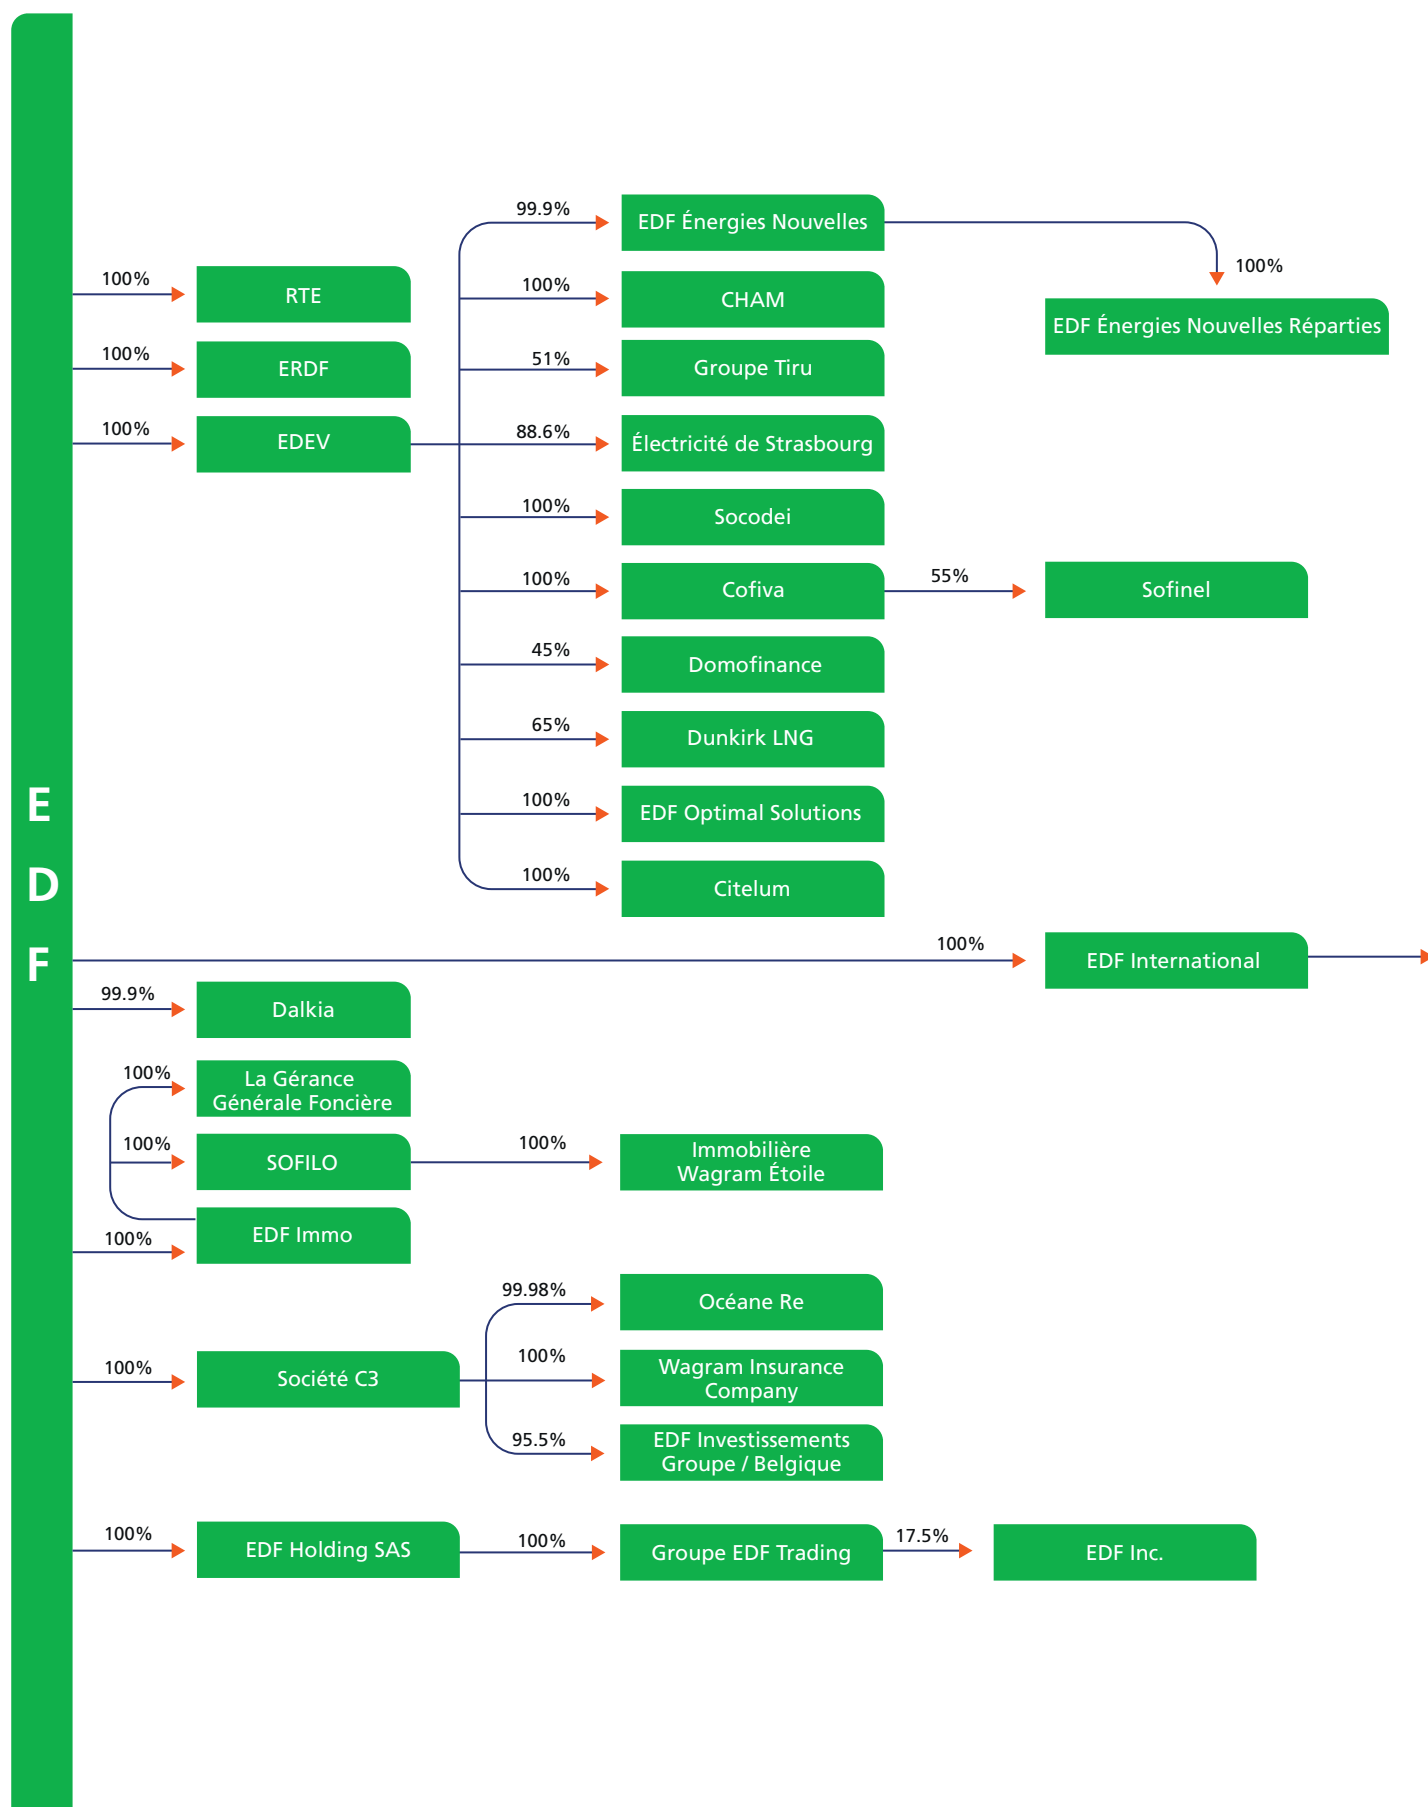 E
D
F
99.9%
EDF Énergies Nouvelles
100%
EDF Énergies Nouvelles Réparties
100%
RTE
100%
CHAM
100%
ERDF
51%
Groupe Tiru
100%
EDEV
88.6%
Électricité de Strasbourg
100%
Socodei
100%
Cofiva
55%
Sofinel
45%
Domofinance
65%
Dunkirk LNG
100%
EDF Optimal Solutions
100%
Citelum
100%
EDF International
99.9%
Dalkia
100%
La Gérance
Générale Foncière
100%
SOFILO
100%
Immobilière
Wagram Étoile
100%
EDF Immo
99.98%
Océane Re
100%
Société C3
100%
Wagram Insurance
Company
95.5%
EDF Investissements
Groupe / Belgique
100%
EDF Holding SAS
100%
Groupe EDF Trading
17.5%
EDF Inc.